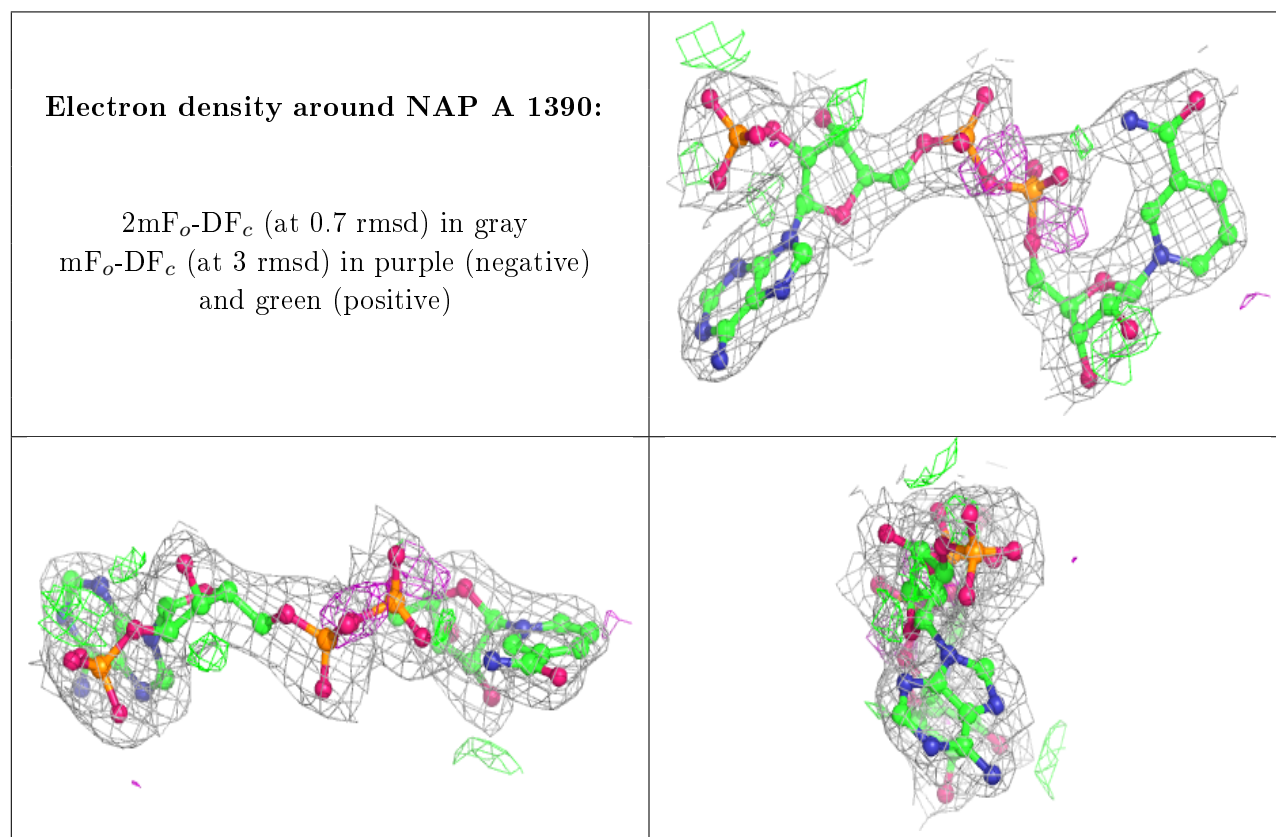 Electron density around NAP A 1390:
2mFₒ-DF𝑐 (at 0.7 rmsd) in gray
mFₒ-DF𝑐 (at 3 rmsd) in purple (negative)
and green (positive)